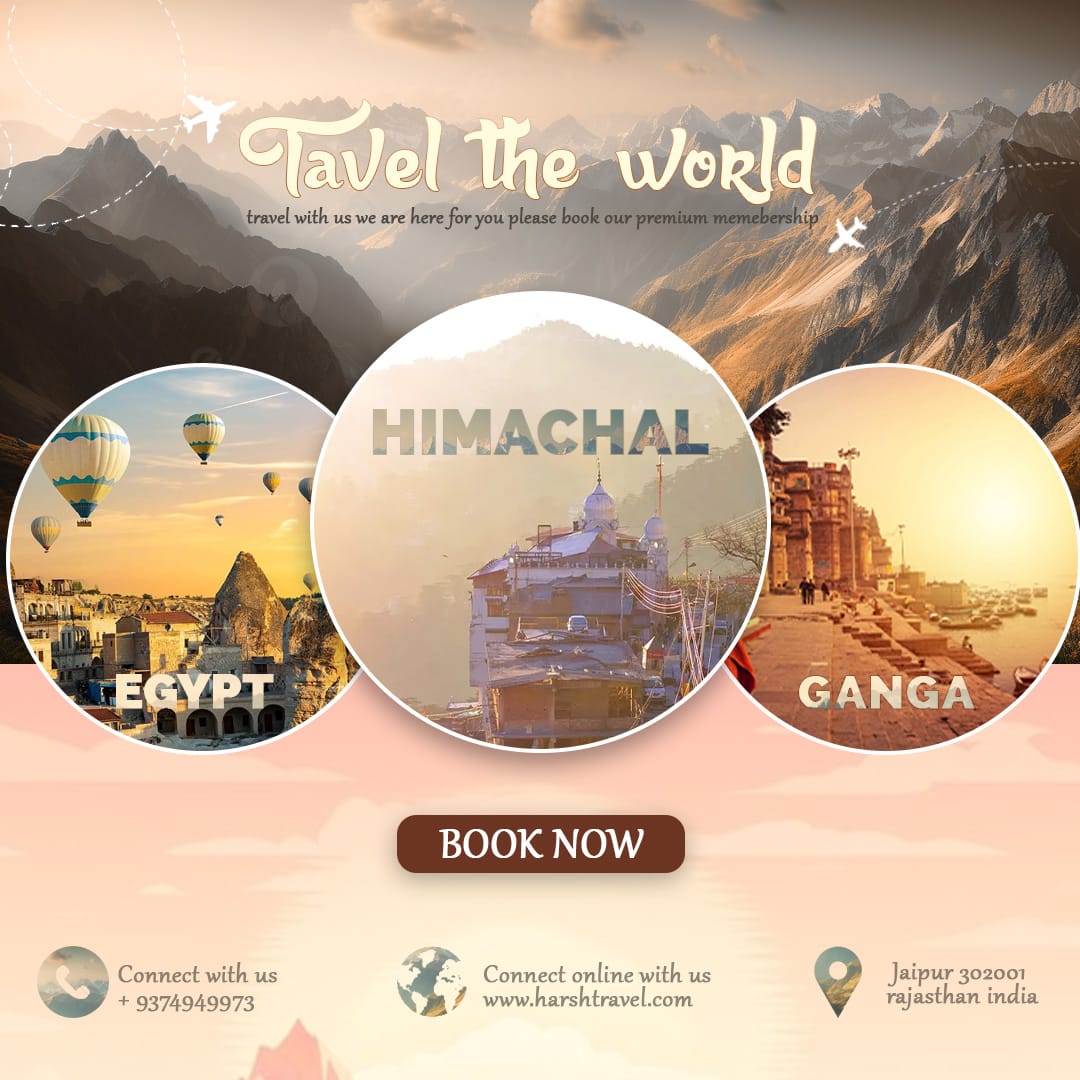 Tavel the world
travel with us we are here for you please book our premium memebership
HIMACHAL
EGYPT
GANGA
BOOK NOW
Connect with us
+ 9374949973
Connect online with us
www.harshtravel.com
Jaipur 302001
rajasthan india